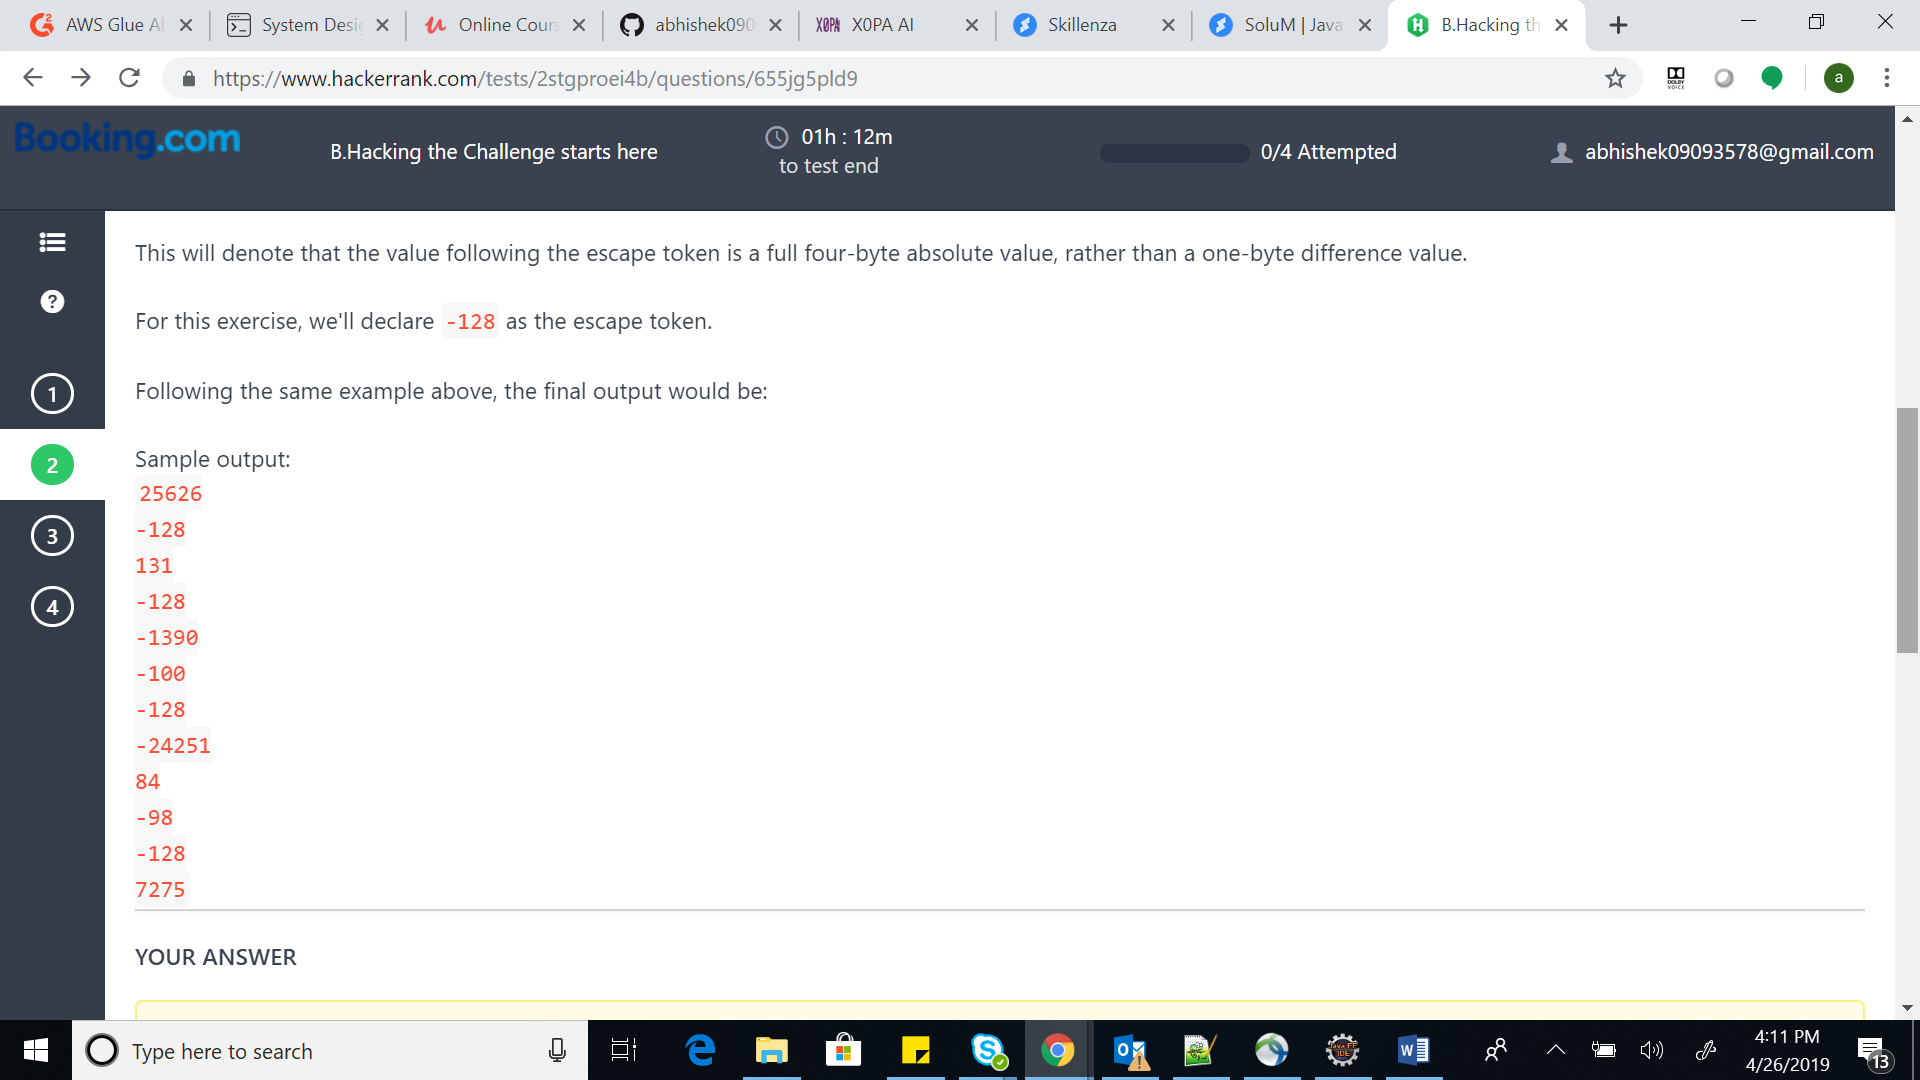 AWS Glue Al
System Desig
Online Cours
abhishek090
X0PA AI
Skillenza
SoluM | Java
B.Hacking th
https://www.hackerrank.com/tests/2stgproei4b/questions/655jg5pld9
DOLBY VOICE
a
Booking.com
B.Hacking the Challenge starts here
01h : 12m
to test end
0/4 Attempted
abhishek09093578@gmail.com
This will denote that the value following the escape token is a full four-byte absolute value, rather than a one-byte difference value.
?
For this exercise, we'll declare -128 as the escape token.
1
Following the same example above, the final output would be:
2
Sample output:
25626
-128
3
131
-128
4
-1390
-100
-128
-24251
84
-98
-128
7275
YOUR ANSWER
Type here to search
4:11 PM
4/26/2019
13